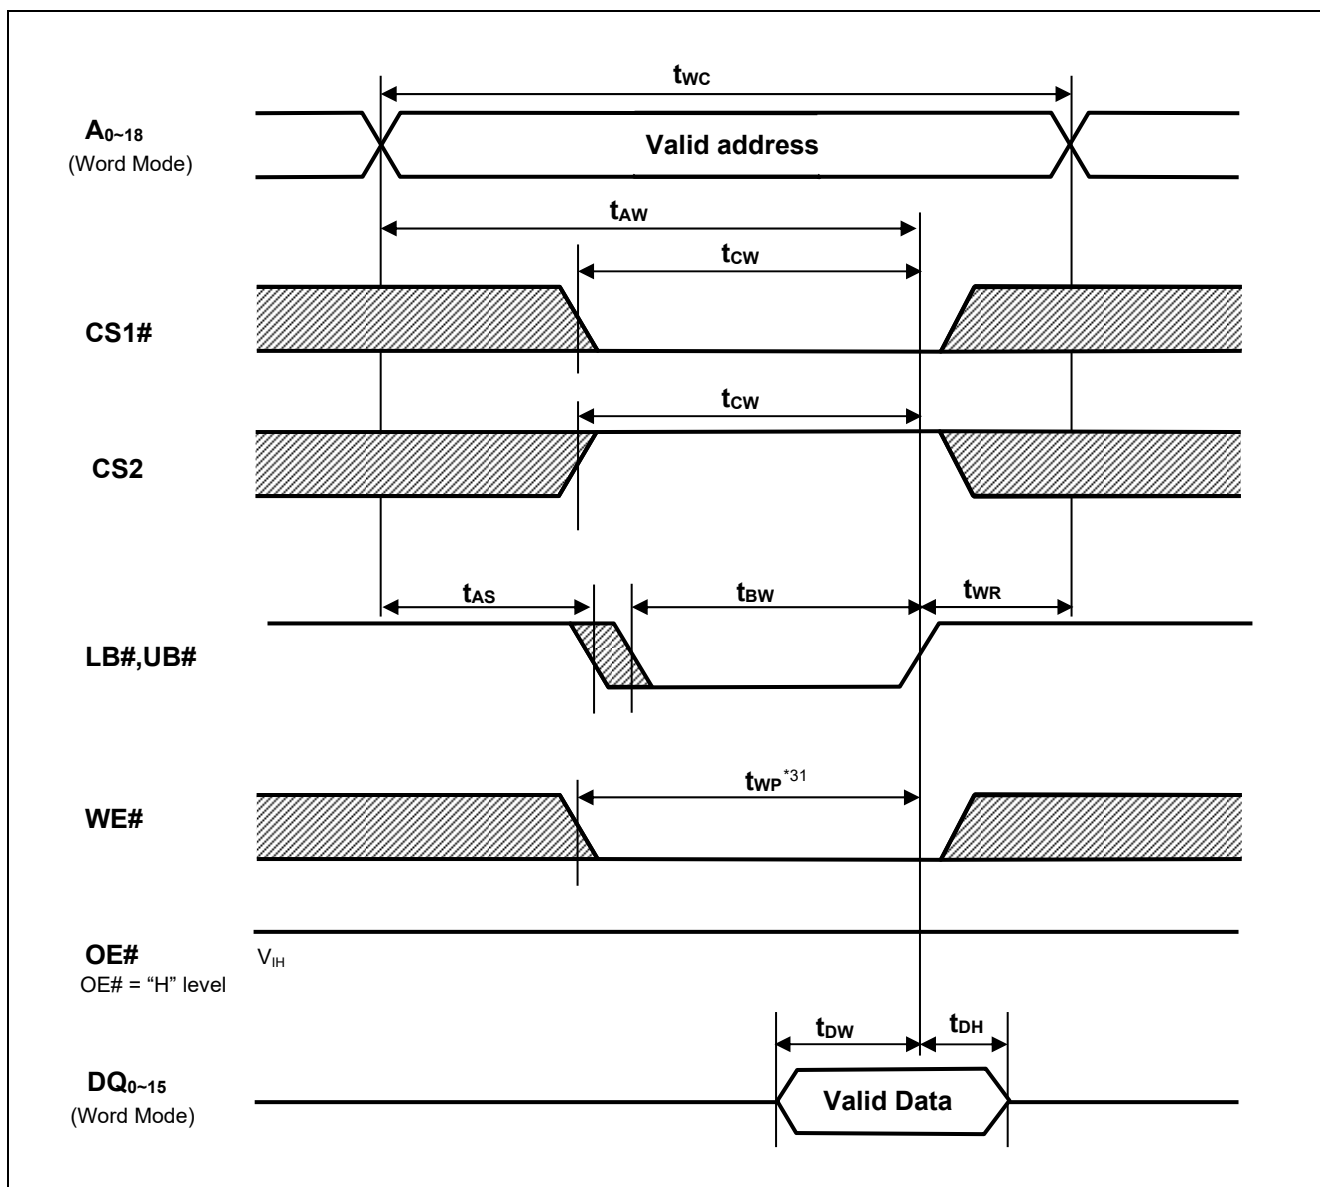 tWC
A0~18
(Word Mode)
Valid address
tAW
tCW
CS1#
tCW
CS2
tAS
tBW
tWR
LB#,UB#
tWP*31
WE#
OE#
VIH
OE# = “H” level
tDW
tDH
DQ0~15
(Word Mode)
Valid Data